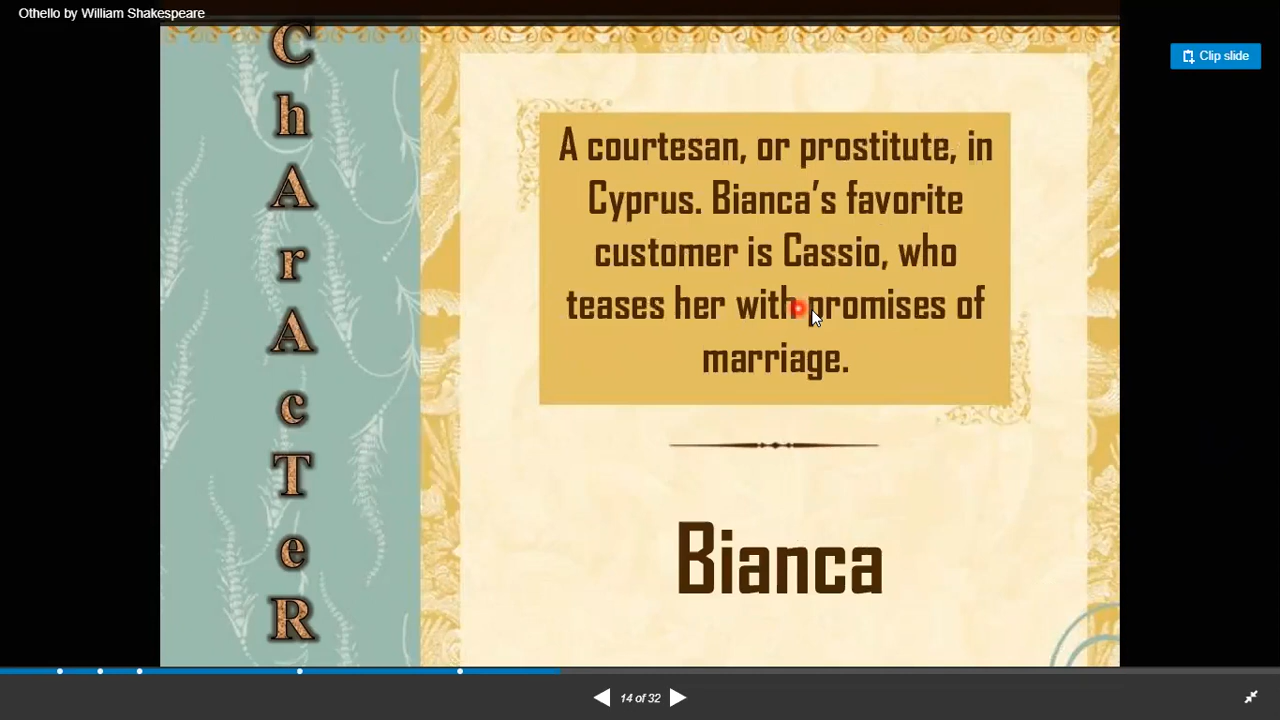 Othello by William Shakespeare
Clip slide
ChArAcTeR
A courtesan, or prostitute, in
Cyprus. Bianca's favorite
customer is Cassio, who
teases her with promises of
marriage.
Bianca
14 of 32